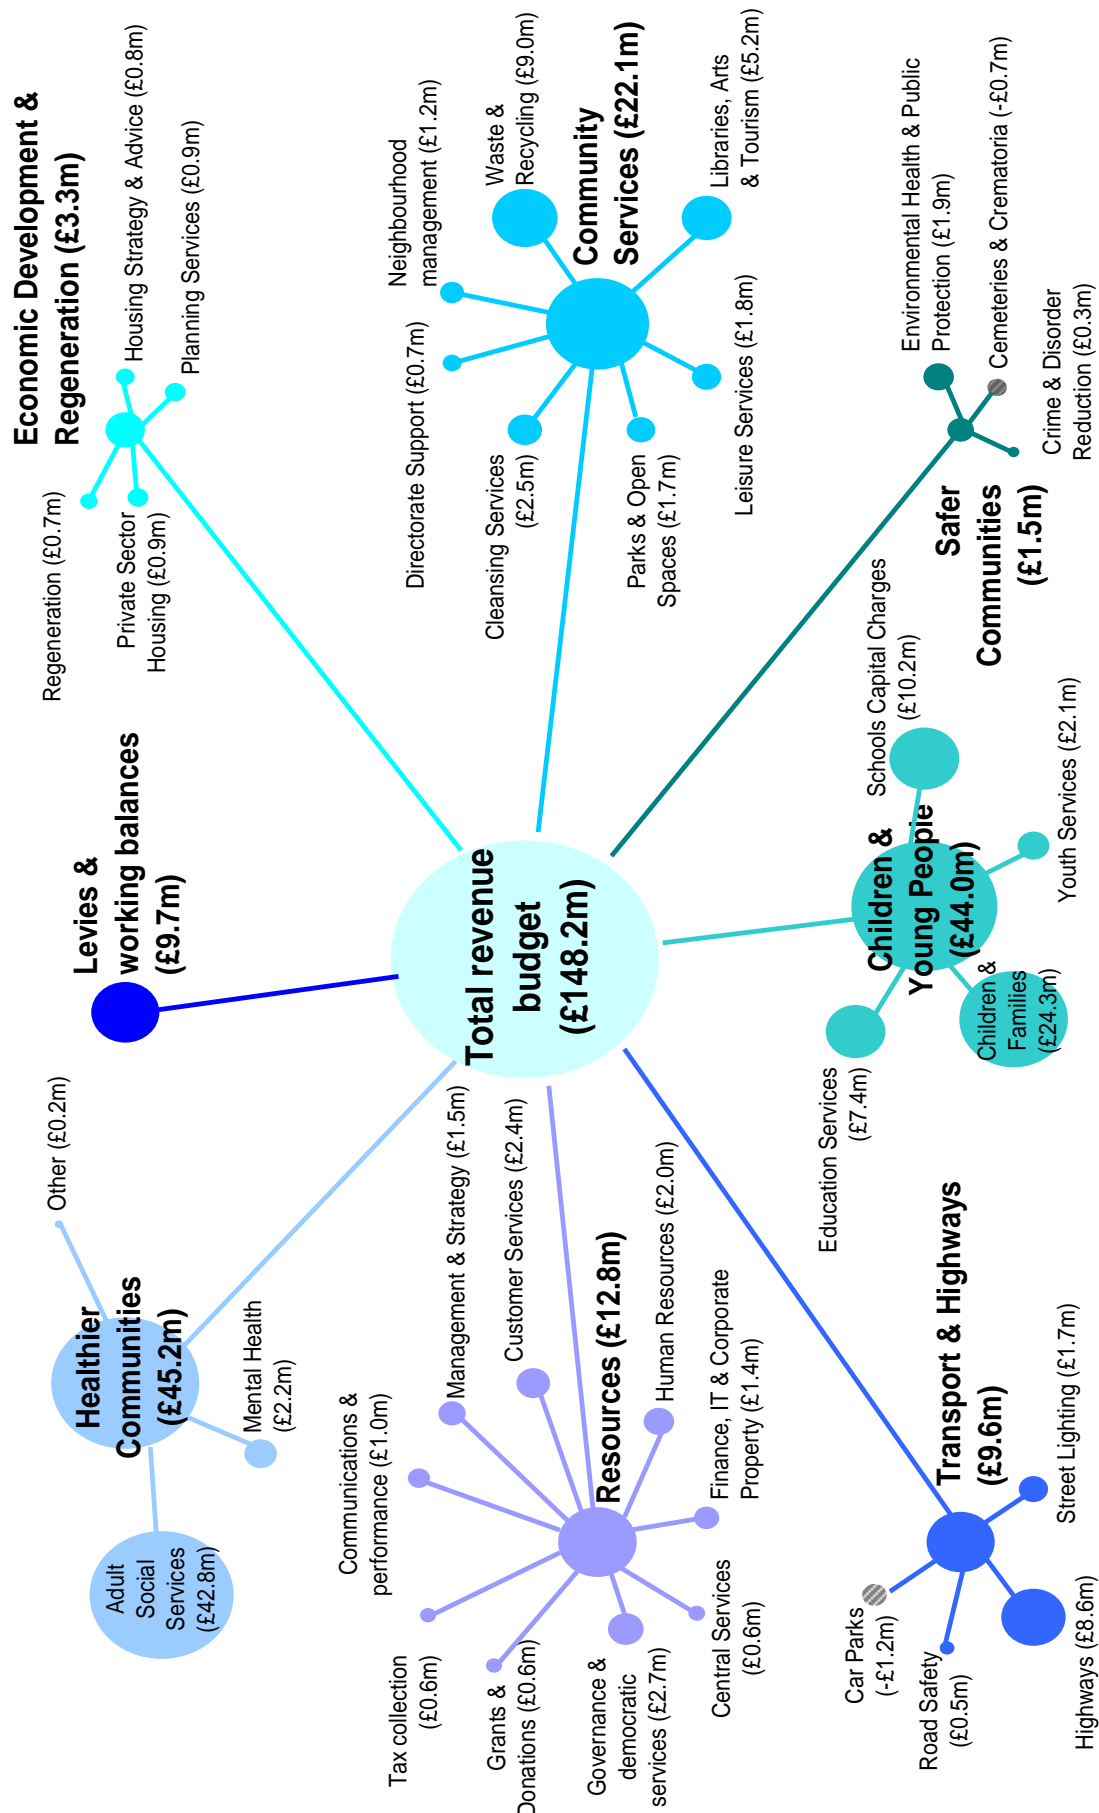 Healthier
Communities
(£45.2m)
Other (£0.2m)
Adult
Social
Services
(£42.8m)
Mental Health
(£2.2m)
Levies &
working balances
(£9.7m)
Economic Development &
Regeneration (£3.3m)
Regeneration (£0.7m)
Private Sector
Housing (£0.9m)
Housing Strategy & Advice (£0.8m)
Planning Services (£0.9m)
Total revenue
budget
(£148.2m)
Resources (£12.8m)
Communications &
performance (£1.0m)
Management & Strategy (£1.5m)
Customer Services (£2.4m)
Human Resources (£2.0m)
Finance, IT & Corporate
Property (£1.4m)
Tax collection
(£0.6m)
Grants &
Donations (£0.6m)
Governance &
democratic
services (£2.7m)
Central Services
(£0.6m)
Community
Services (£22.1m)
Neighbourhood
management (£1.2m)
Directorate Support (£0.7m)
Waste &
Recycling (£9.0m)
Cleansing Services
(£2.5m)
Parks & Open
Spaces (£1.7m)
Libraries, Arts
& Tourism (£5.2m)
Leisure Services (£1.8m)
Transport & Highways
(£9.6m)
Car Parks
(-£1.2m)
Road Safety
(£0.5m)
Street Lighting (£1.7m)
Highways (£8.6m)
Children &
Young People
(£44.0m)
Education Services
(£7.4m)
Children &
Families
(£24.3m)
Schools Capital Charges
(£10.2m)
Youth Services (£2.1m)
Safer
Communities
(£1.5m)
Environmental Health & Public
Protection (£1.9m)
Cemeteries & Crematoria (-£0.7m)
Crime & Disorder
Reduction (£0.3m)